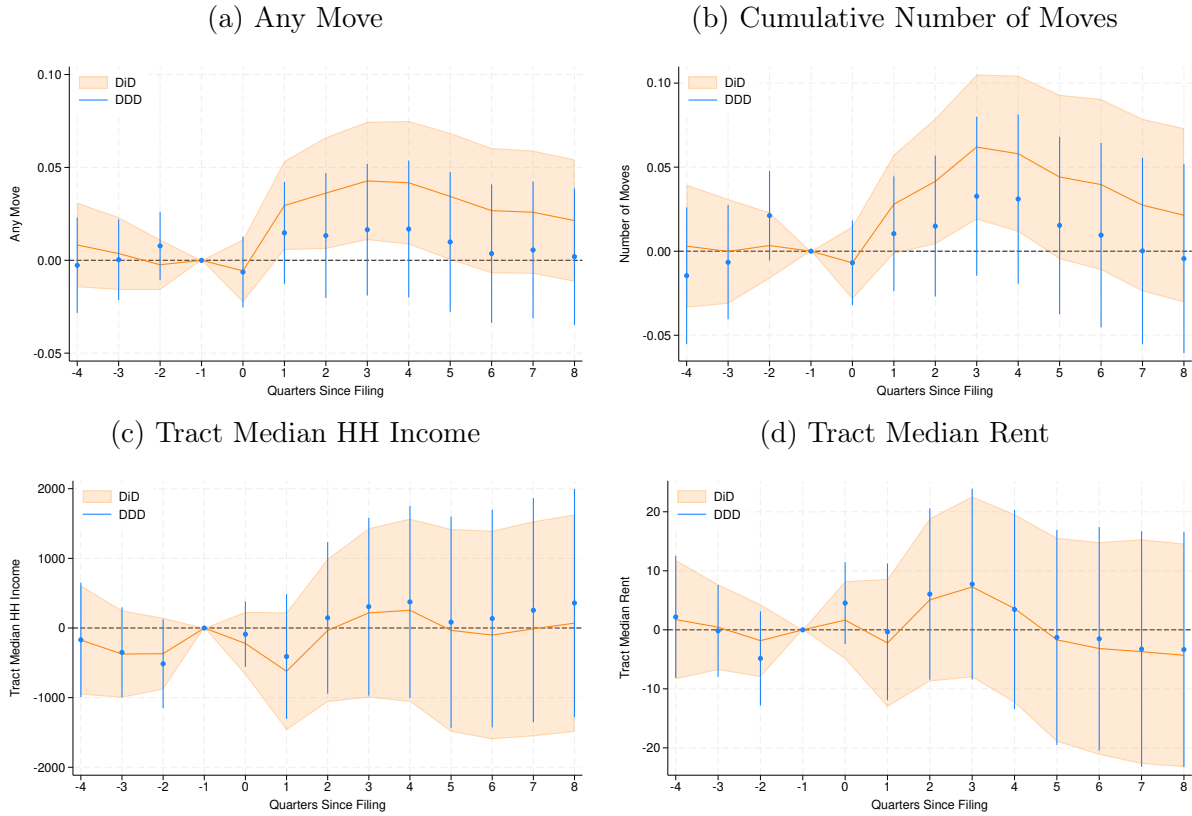 (a) Any Move
DiD
DDD
Any Move
0.10
0.05
0.00
-0.05
-4 -3 -2 -1 0 1 2 3 4 5 6 7 8
Quarters Since Filing
(b) Cumulative Number of Moves
DiD
DDD
Number of Moves
0.10
0.05
0.00
-0.05
-4 -3 -2 -1 0 1 2 3 4 5 6 7 8
Quarters Since Filing
(c) Tract Median HH Income
DiD
DDD
Tract Median HH Income
2000
1000
0
-1000
-2000
-4 -3 -2 -1 0 1 2 3 4 5 6 7 8
Quarters Since Filing
(d) Tract Median Rent
DiD
DDD
Tract Median Rent
20
10
0
-10
-20
-4 -3 -2 -1 0 1 2 3 4 5 6 7 8
Quarters Since Filing